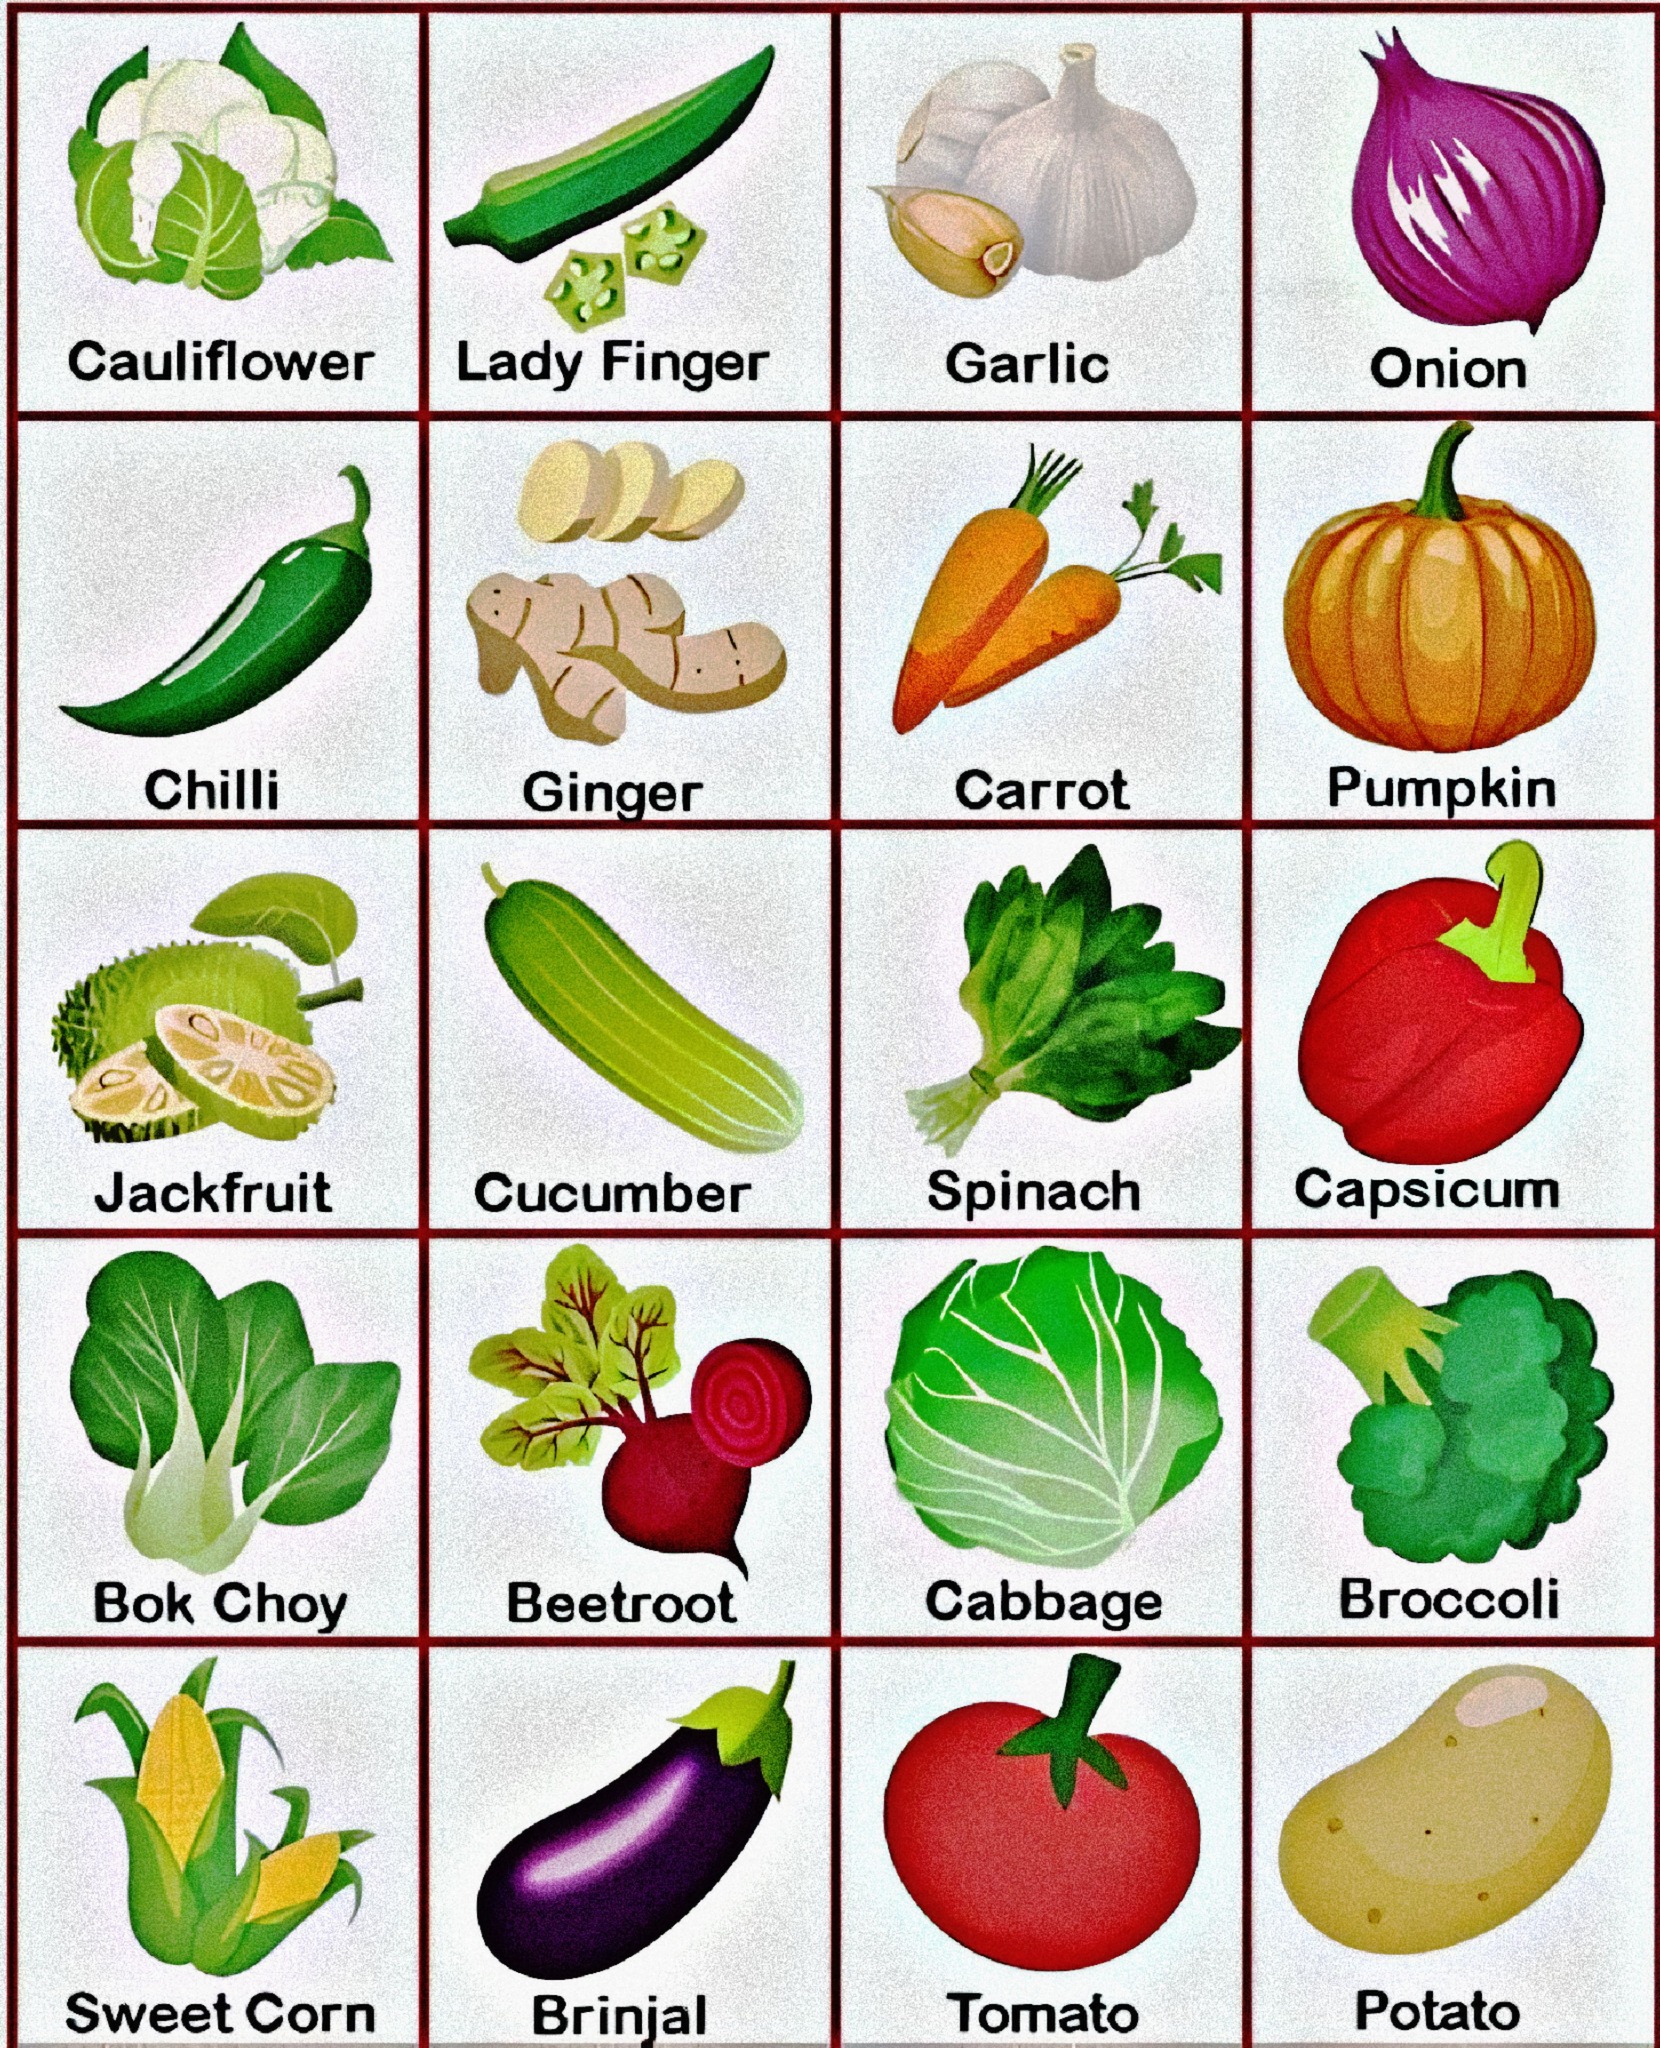 Cauliflower
Lady Finger
Garlic
Onion
Chilli
Ginger
Carrot
Pumpkin
Jackfruit
Cucumber
Spinach
Capsicum
Bok Choy
Beetroot
Cabbage
Broccoli
Sweet Corn
Brinjal
Tomato
Potato